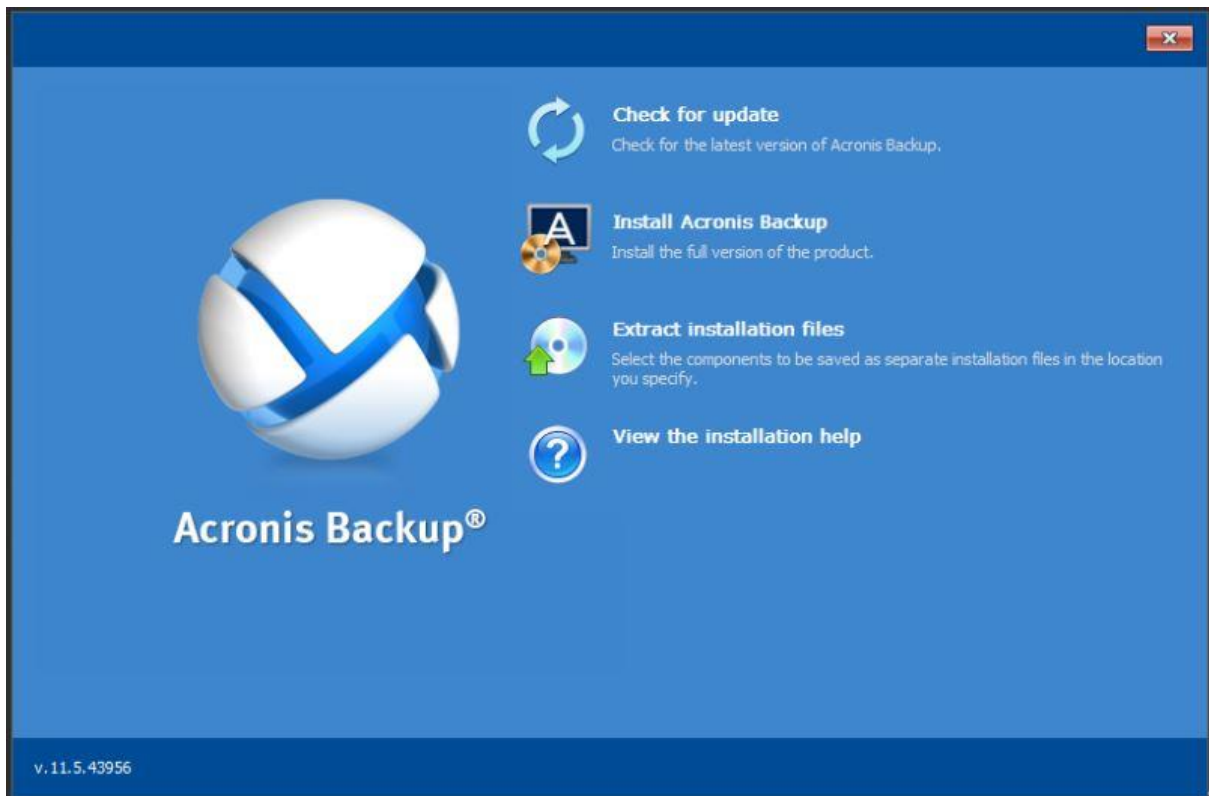 Check for update
Check for the latest version of Acronis Backup.
A
Install Acronis Backup
Install the full version of the product.
Extract installation files
Select the components to be saved as separate installation files in the location
you specify.
?
View the installation help
Acronis Backup®
v.11.5.43956